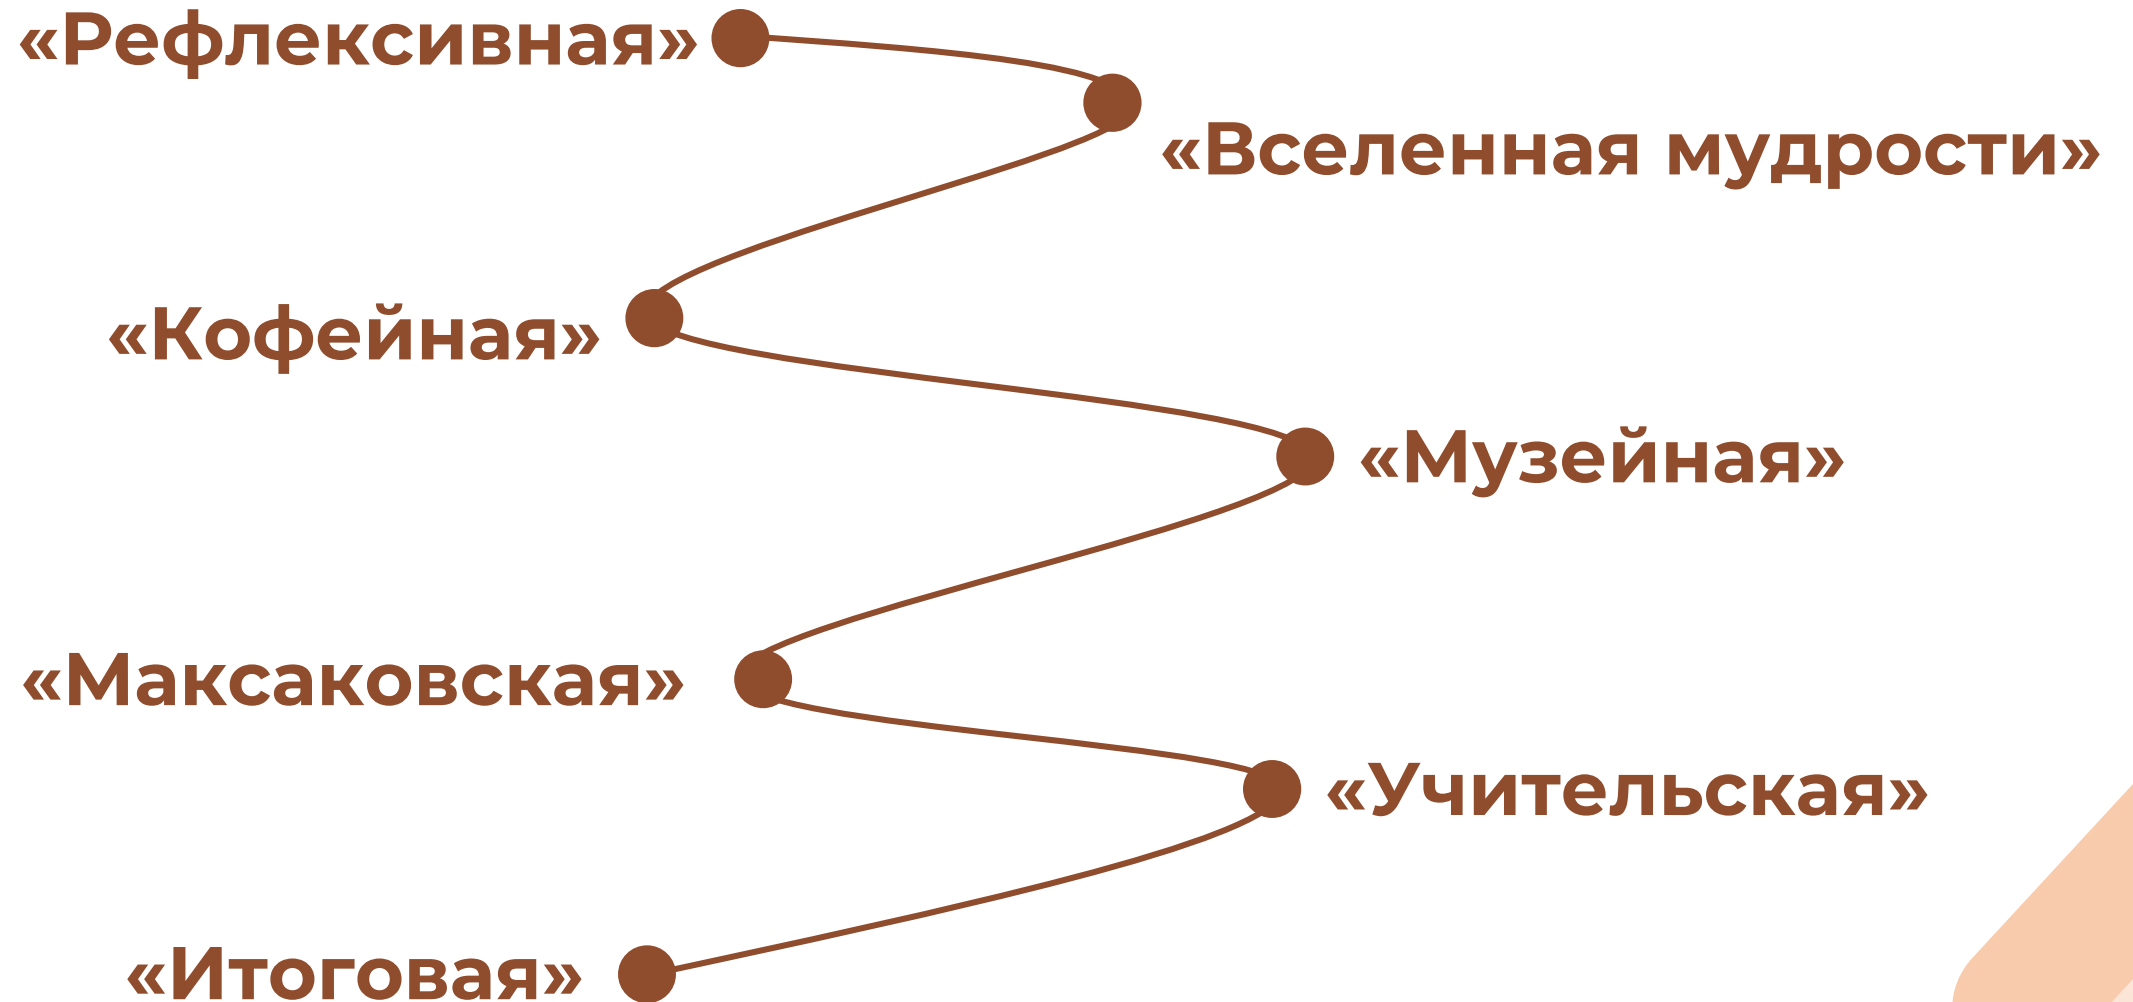 «Рефлексивная»
«Вселенная мудрости»
«Кофейная»
«Музейная»
«Максаковская»
«Учительская»
«Итоговая»